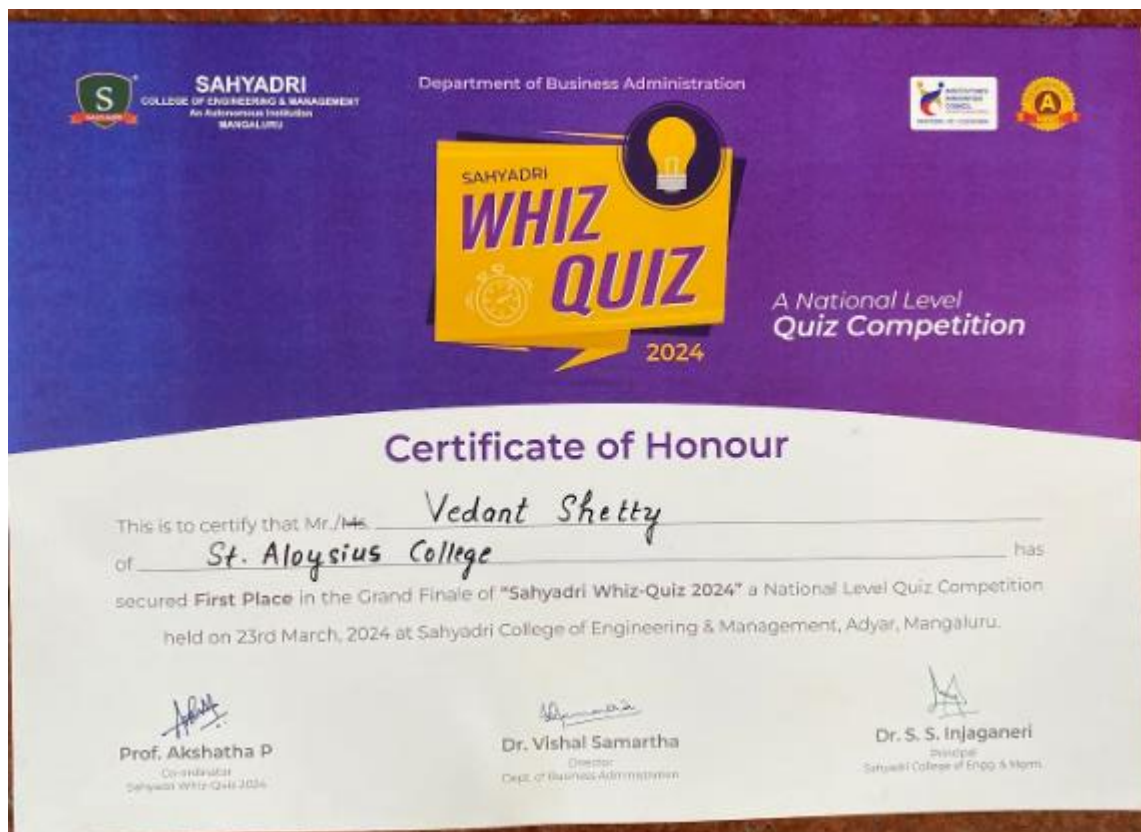 S
SAHYADRI
SAHYADRI
COLLEGE OF ENGINEERING & MANAGEMENT
An Autonomous Institution
MANGALURU
Department of Business Administration
INSTITUTION'S
INNOVATION
COUNCIL
A
SAHYADRI
WHIZ
QUIZ
2024
A National Level
Quiz Competition
Certificate of Honour
This is to certify that Mr./Ms. Vedant Shetty
of St. Aloysius College has
secured First Place in the Grand Finale of "Sahyadri Whiz-Quiz 2024" a National Level Quiz Competition
held on 23rd March, 2024 at Sahyadri College of Engineering & Management, Adyar, Mangaluru.
Prof. Akshatha P
Co-ordinator
Sahyadri Whiz-Quiz 2024
Dr. Vishal Samartha
Director
Dept. of Business Administration
Dr. S. S. Injaganeri
Principal
Sahyadri College of Engg. & Mgmt.